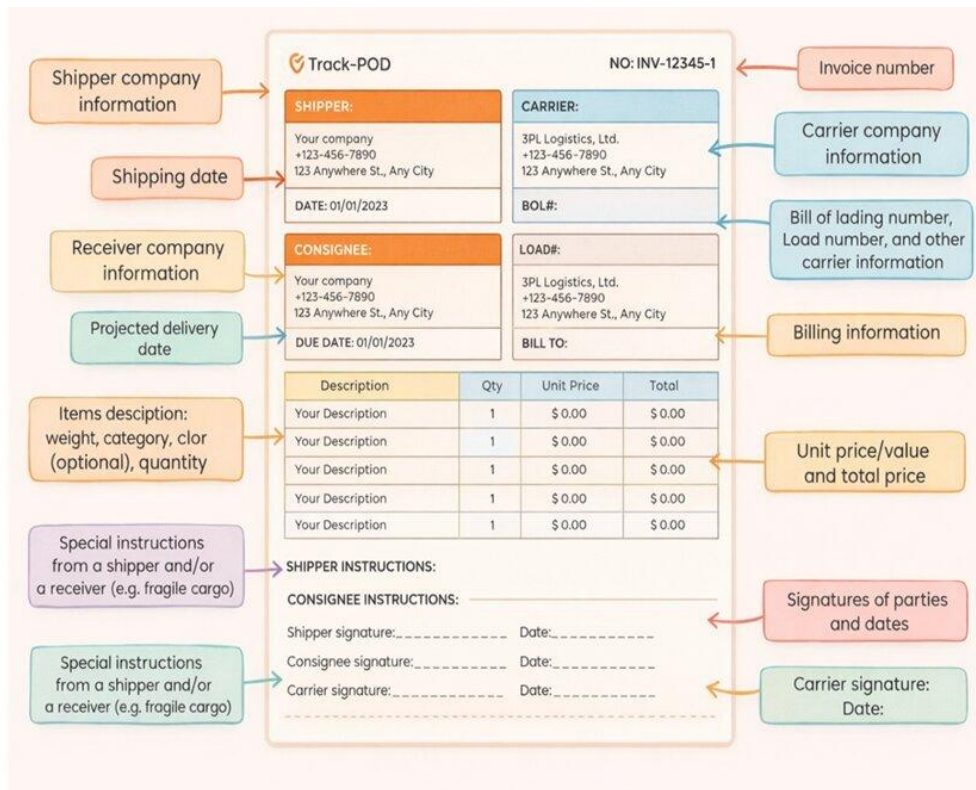 Track-POD
NO: INV-12345-1
SHIPPER:
Your company
+123-456-7890
123 Anywhere St., Any City
DATE: 01/01/2023
CARRIER:
3PL Logistics, Ltd.
+123-456-7890
123 Anywhere St., Any City
BOL#:
CONSIGNEE:
Your company
+123-456-7890
123 Anywhere St., Any City
DUE DATE: 01/01/2023
LOAD#:
3PL Logistics, Ltd.
+123-456-7890
123 Anywhere St., Any City
BILL TO:
Description Qty Unit Price Total
Your Description 1 $ 0.00 $ 0.00
Your Description 1 $ 0.00 $ 0.00
Your Description 1 $ 0.00 $ 0.00
Your Description 1 $ 0.00 $ 0.00
Your Description 1 $ 0.00 $ 0.00
SHIPPER INSTRUCTIONS:
CONSIGNEE INSTRUCTIONS:
Shipper signature: Date:
Consignee signature: Date:
Carrier signature: Date:
Shipper company
information
Shipping date
Receiver company
information
Projected delivery
date
Items desciption:
weight, category, clor
(optional), quantity
Special instructions
from a shipper and/or
a receiver (e.g. fragile cargo)
Special instructions
from a shipper and/or
a receiver (e.g. fragile cargo)
Invoice number
Carrier company
information
Bill of lading number,
Load number, and other
carrier information
Billing information
Unit price/value
and total price
Signatures of parties
and dates
Carrier signature:
Date: